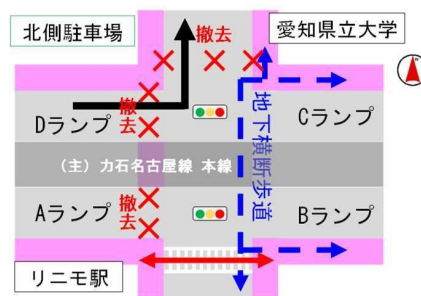 北側駐車場
撤去
愛知県立大学
Dランプ
撤去
Cランプ
地下横断歩道
(主)力石名古屋線 本線
Aランプ
撤去
Bランプ
リニモ駅